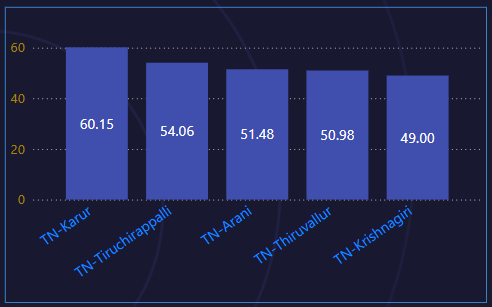 60
40
20
0
60.15
54.06
51.48
50.98
49.00
TN-Karur
TN-Tiruchirappalli
TN-Arani
TN-Thiruvallur
TN-Krishnagiri